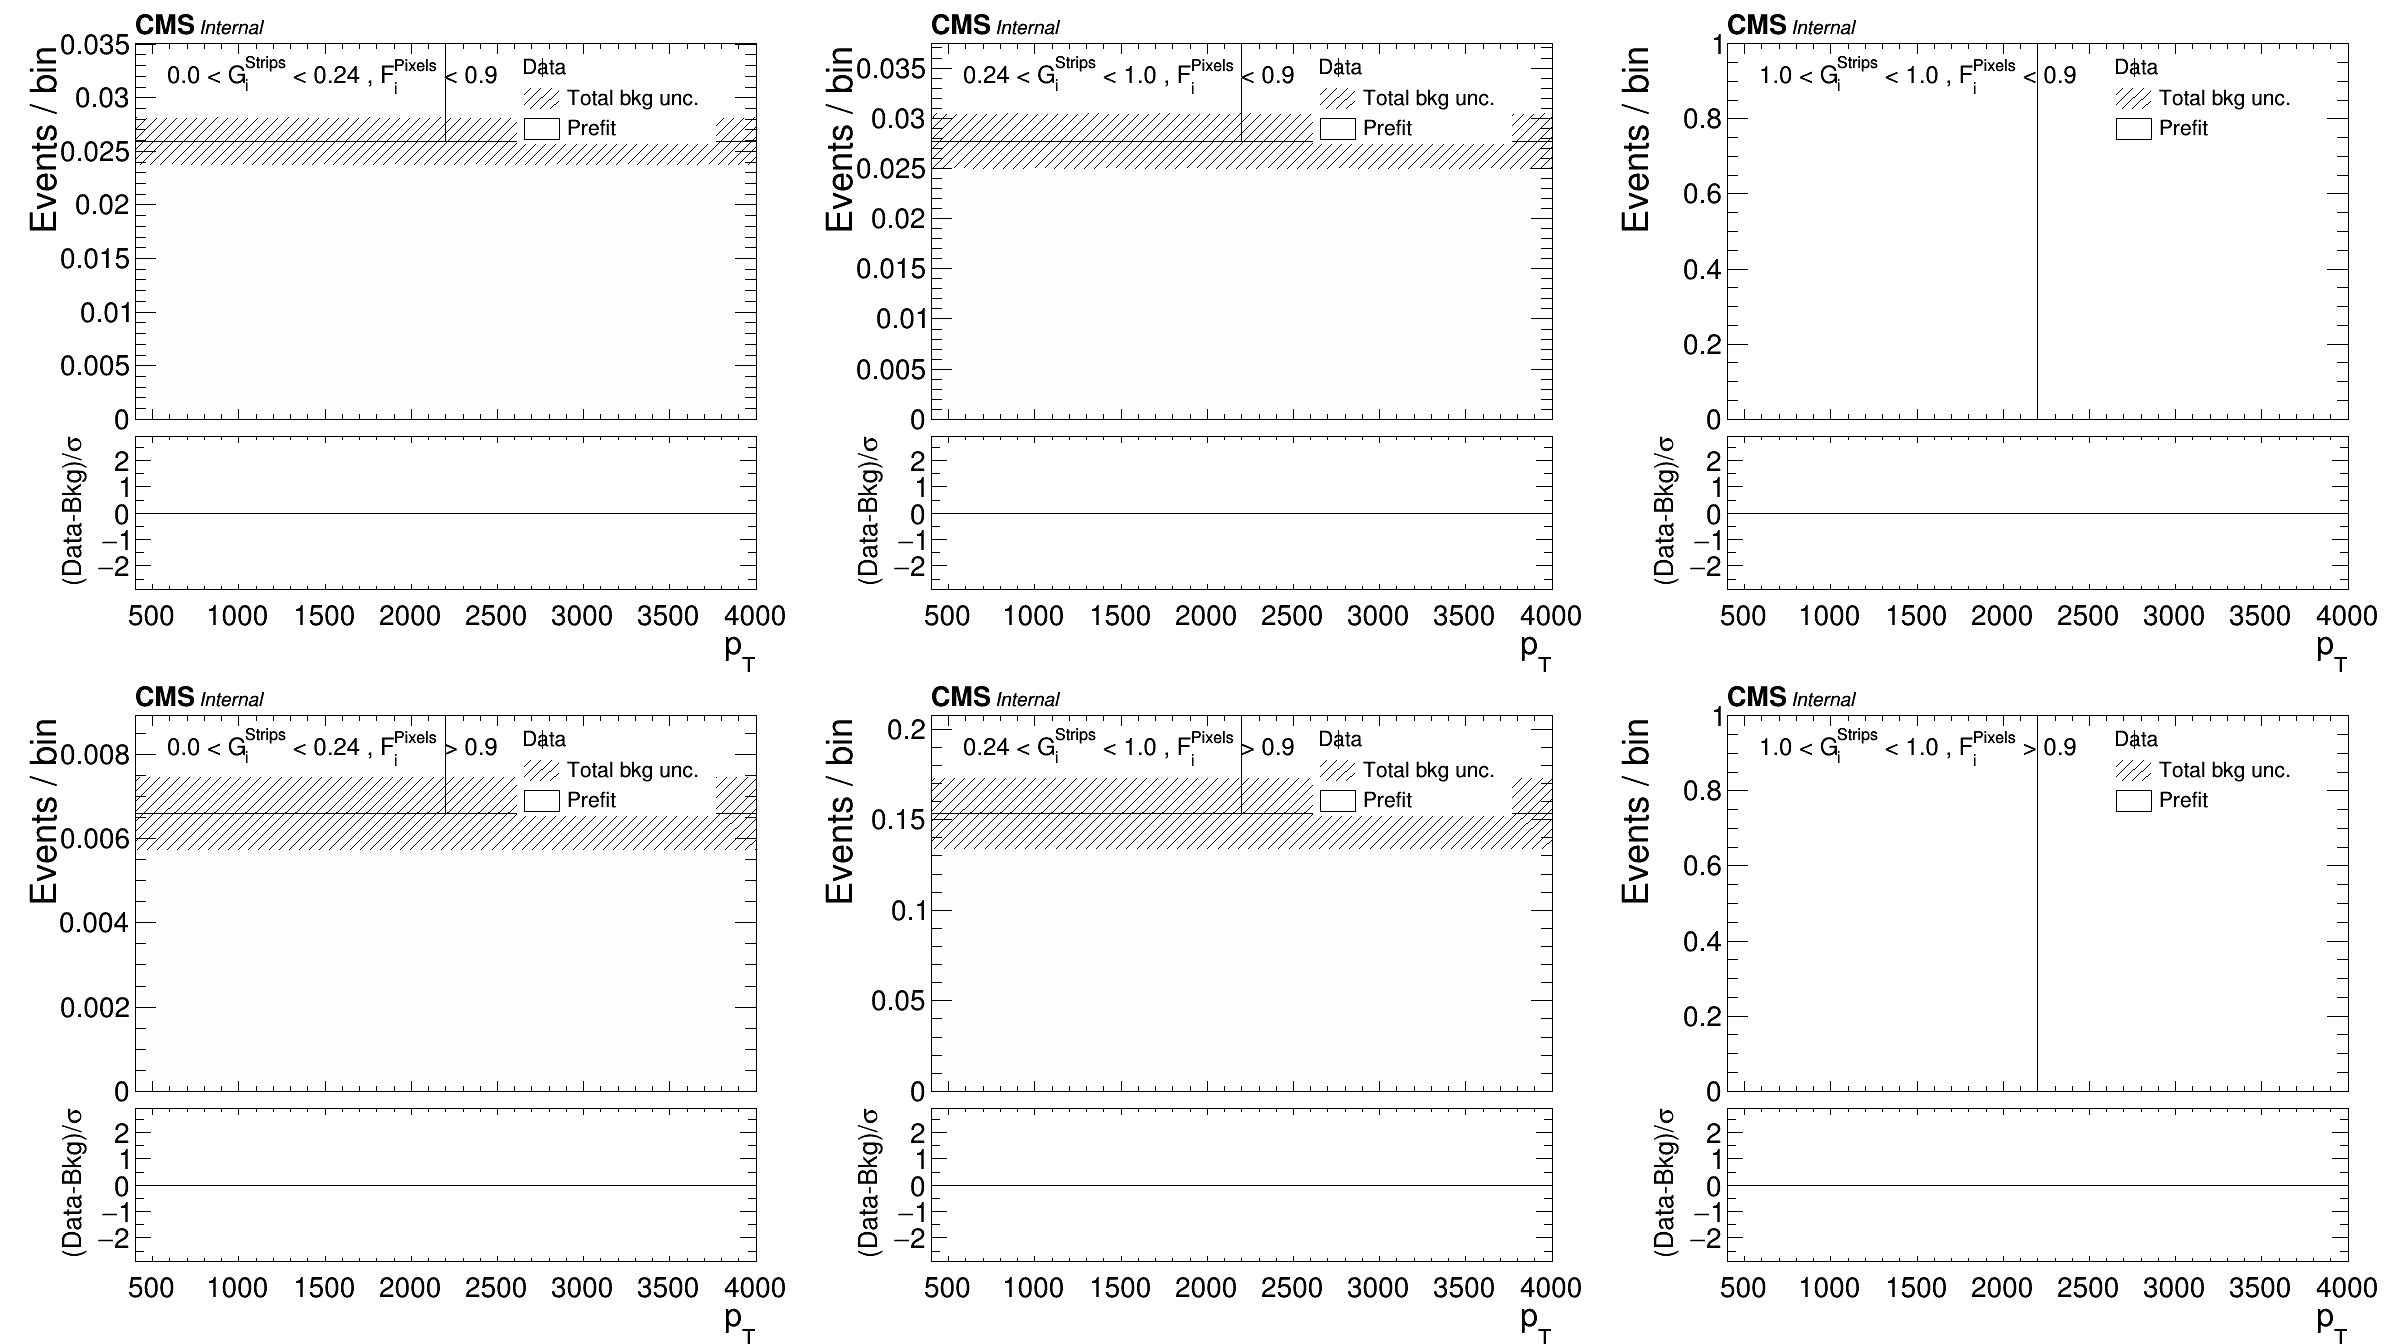 CMS Internal
0.0 < G_i^Strips < 0.24 , F_i^Pixels < 0.9
Data
Total bkg unc.
Prefit
Events / bin
0.035
0.03
0.025
0.02
0.015
0.01
0.005
0
(Data-Bkg)/σ
2
1
0
−1
−2
500 1000 1500 2000 2500 3000 3500 4000
p_T
CMS Internal
0.24 < G_i^Strips < 1.0 , F_i^Pixels < 0.9
Data
Total bkg unc.
Prefit
Events / bin
0.035
0.03
0.025
0.02
0.015
0.01
0.005
0
(Data-Bkg)/σ
2
1
0
−1
−2
500 1000 1500 2000 2500 3000 3500 4000
p_T
CMS Internal
1.0 < G_i^Strips < 1.0 , F_i^Pixels < 0.9
Data
Total bkg unc.
Prefit
Events / bin
1
0.8
0.6
0.4
0.2
0
(Data-Bkg)/σ
2
1
0
−1
−2
500 1000 1500 2000 2500 3000 3500 4000
p_T
CMS Internal
0.0 < G_i^Strips < 0.24 , F_i^Pixels > 0.9
Data
Total bkg unc.
Prefit
Events / bin
0.008
0.006
0.004
0.002
0
(Data-Bkg)/σ
2
1
0
−1
−2
500 1000 1500 2000 2500 3000 3500 4000
p_T
CMS Internal
0.24 < G_i^Strips < 1.0 , F_i^Pixels > 0.9
Data
Total bkg unc.
Prefit
Events / bin
0.2
0.15
0.1
0.05
0
(Data-Bkg)/σ
2
1
0
−1
−2
500 1000 1500 2000 2500 3000 3500 4000
p_T
CMS Internal
1.0 < G_i^Strips < 1.0 , F_i^Pixels > 0.9
Data
Total bkg unc.
Prefit
Events / bin
1
0.8
0.6
0.4
0.2
0
(Data-Bkg)/σ
2
1
0
−1
−2
500 1000 1500 2000 2500 3000 3500 4000
p_T